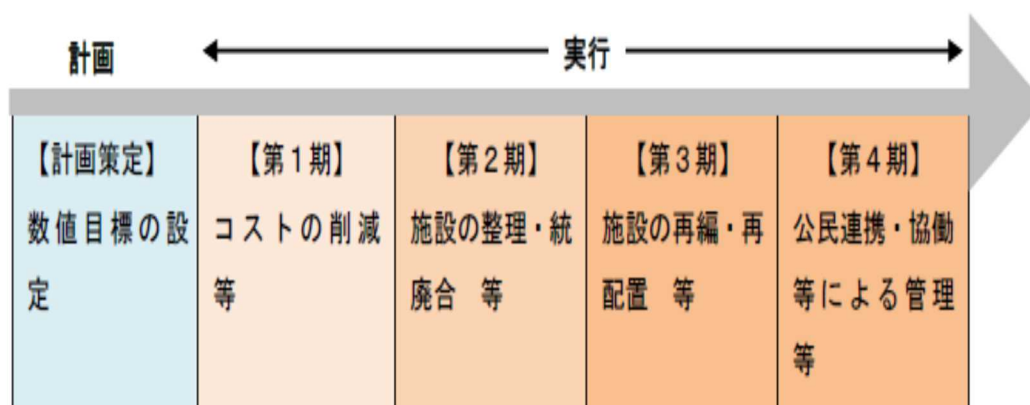 計画
実行
【計画策定】
数値目標の設
定
【第1期】
コストの削減
等
【第2期】
施設の整理・統
廃合　等
【第3期】
施設の再編・再
配置　等
【第4期】
公民連携・協働
等による管理
等